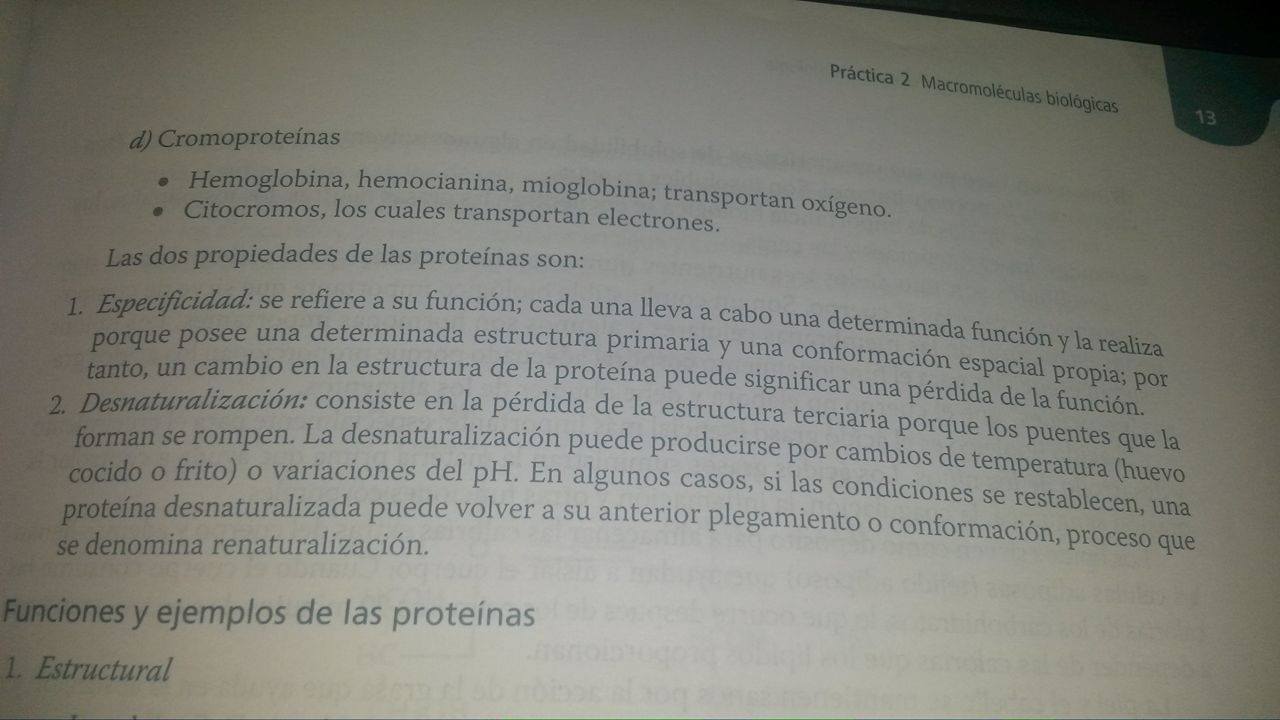 Práctica 2 Macromoléculas biológicas
13
d) Cromoproteínas
• Hemoglobina, hemocianina, mioglobina; transportan oxígeno.
• Citocromos, los cuales transportan electrones.
Las dos propiedades de las proteínas son:
1. Especificidad: se refiere a su función; cada una lleva a cabo una determinada función y la realiza
porque posee una determinada estructura primaria y una conformación espacial propia; por
tanto, un cambio en la estructura de la proteína puede significar una pérdida de la función.
2. Desnaturalización: consiste en la pérdida de la estructura terciaria porque los puentes que la
forman se rompen. La desnaturalización puede producirse por cambios de temperatura (huevo
cocido o frito) o variaciones del pH. En algunos casos, si las condiciones se restablecen, una
proteína desnaturalizada puede volver a su anterior plegamiento o conformación, proceso que
se denomina renaturalización.
Funciones y ejemplos de las proteínas
1. Estructural